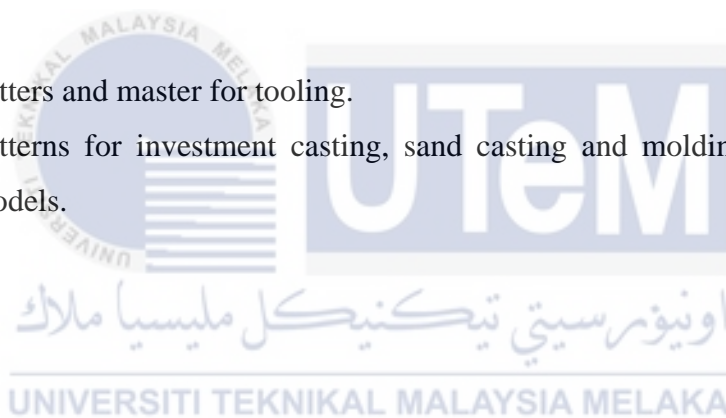 MALAYSIA
tters and master for tooling.
tterns for investment casting, sand casting and moldin
odels.
UTeM
اونيۏرسيتي تيكنيكل مليسيا ملاك
UNIVERSITI TEKNIKAL MALAYSIA MELAKA